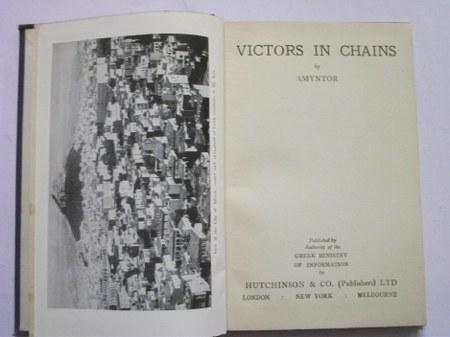 VICTORS IN CHAINS
by
AMYNTOR
Published by
Authority of the
GREEK MINISTRY
OF INFORMATION
by
HUTCHINSON & CO. (Publishers) LTD
LONDON : NEW YORK : MELBOURNE